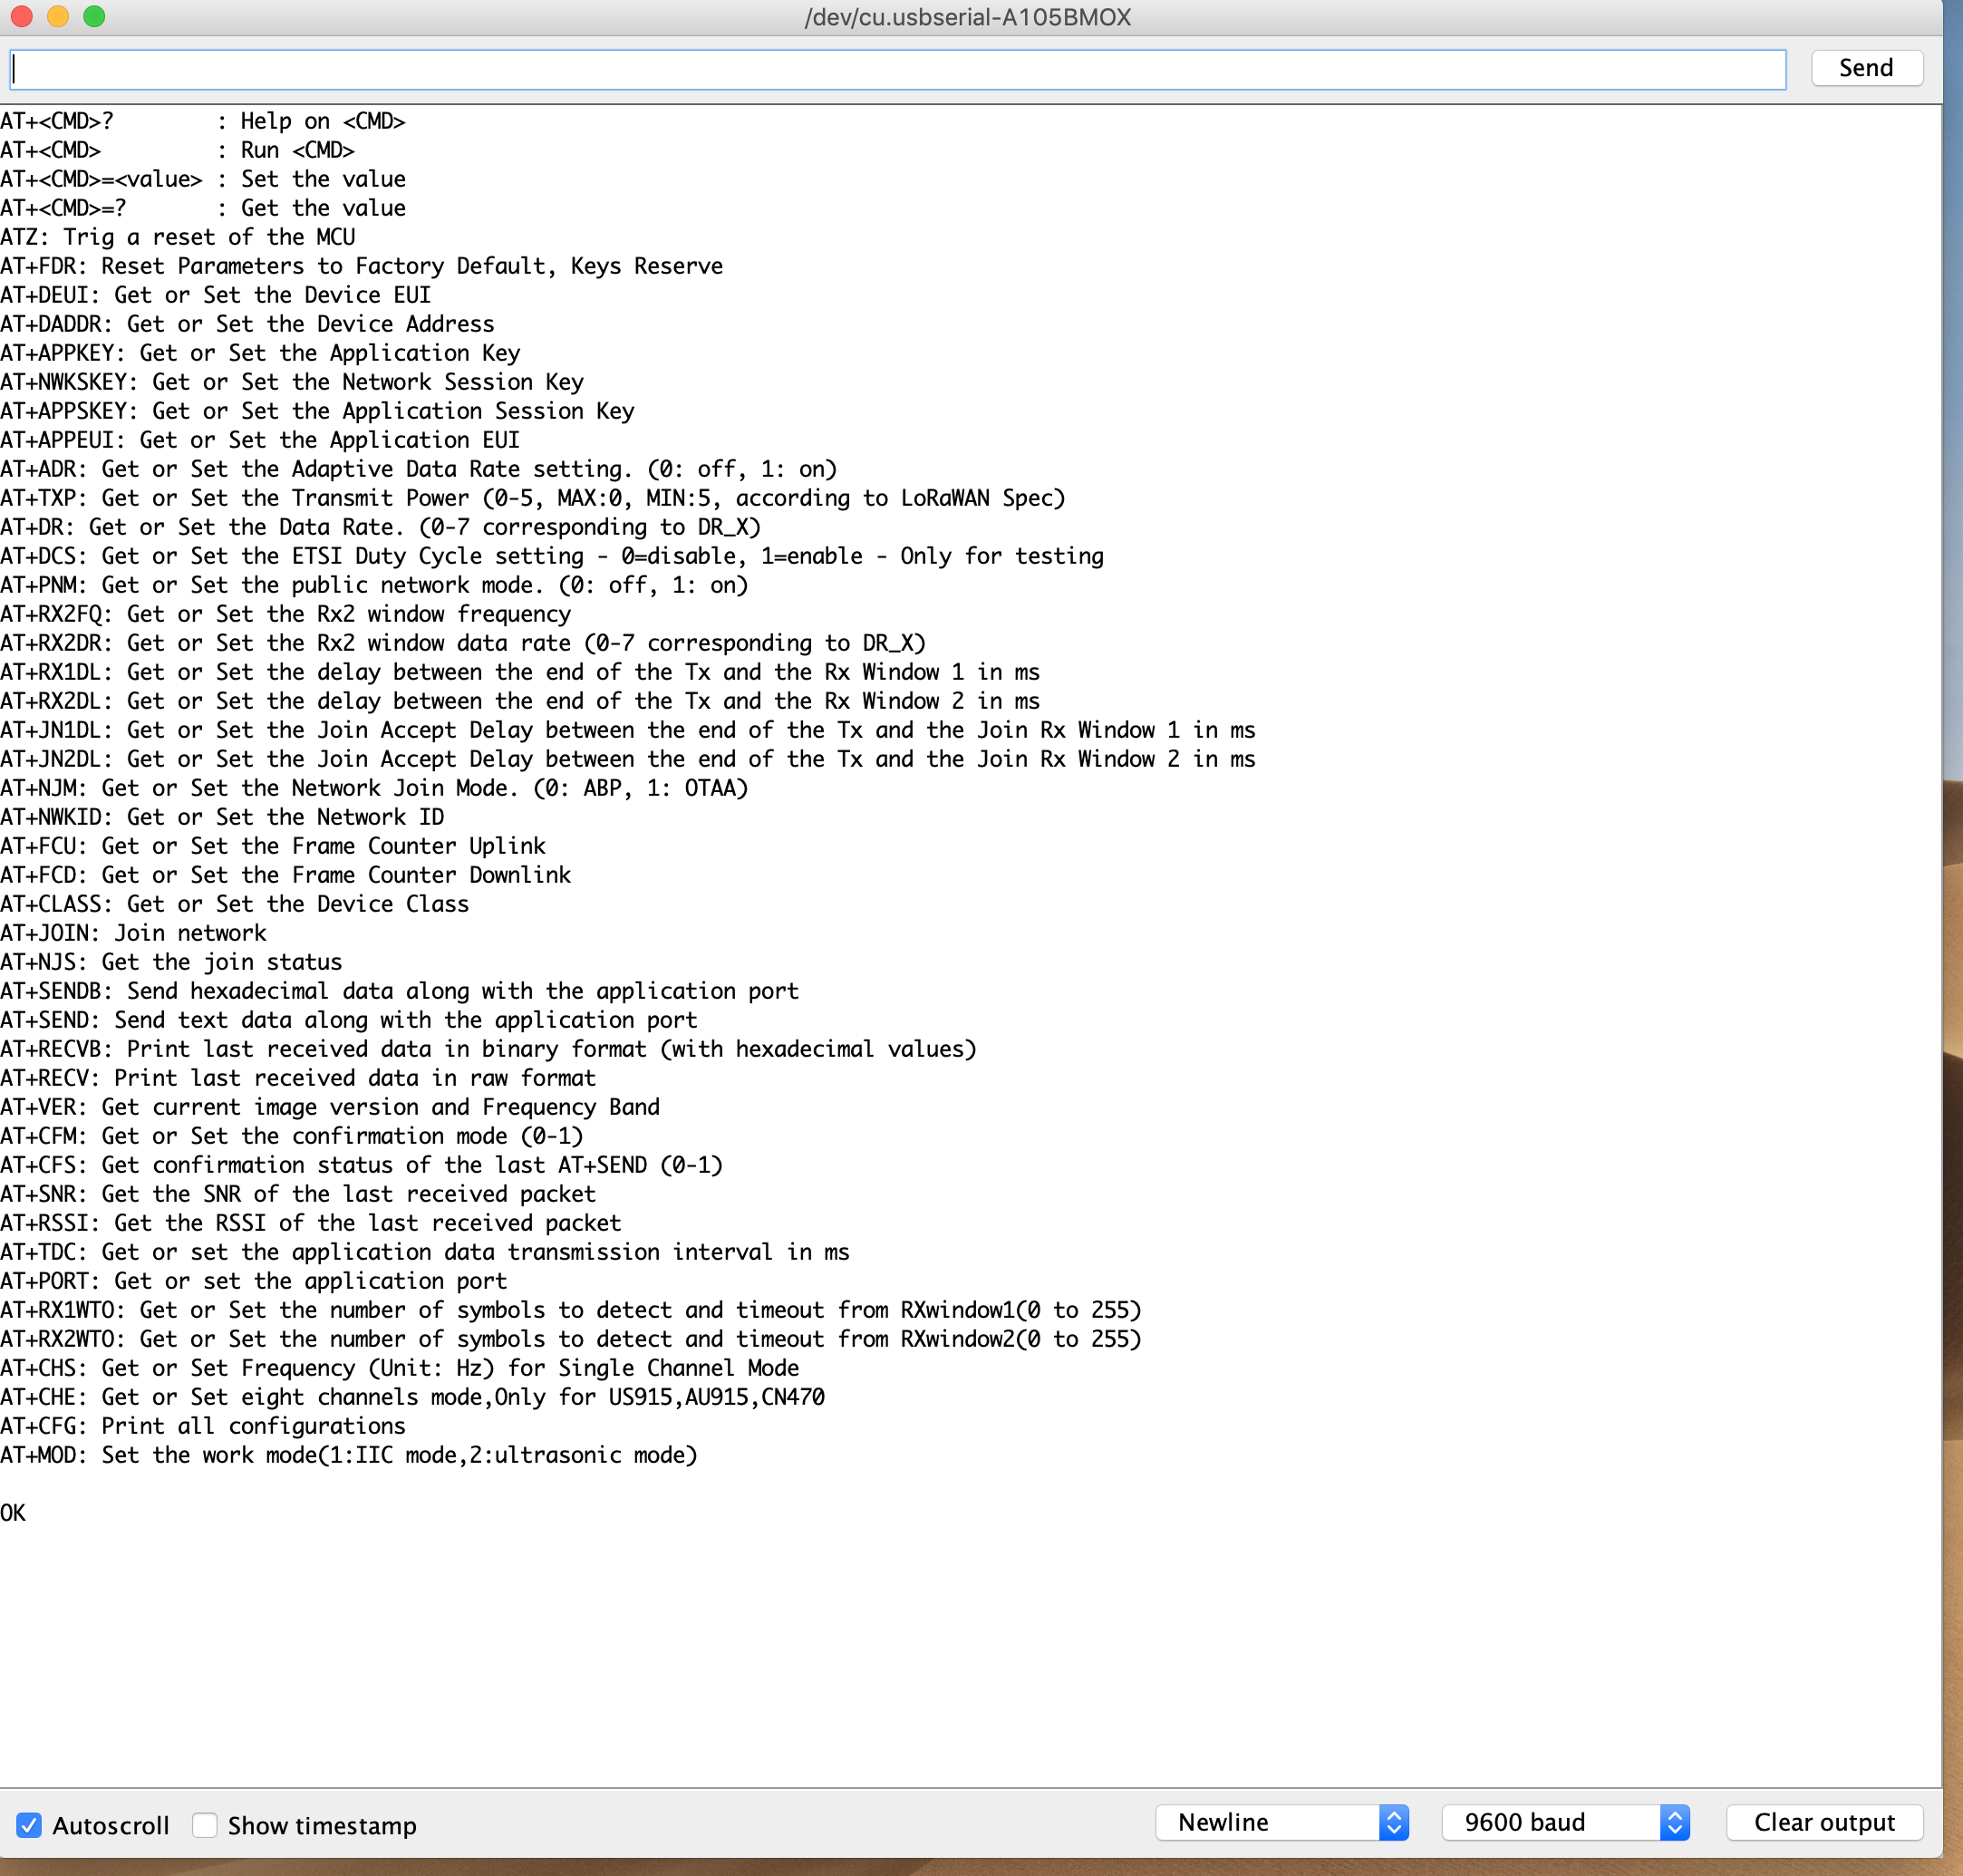 /dev/cu.usbserial-A105BMOX
Send
AT+<CMD>?        : Help on <CMD>
AT+<CMD>         : Run <CMD>
AT+<CMD>=<value> : Set the value
AT+<CMD>=?       : Get the value
ATZ: Trig a reset of the MCU
AT+FDR: Reset Parameters to Factory Default, Keys Reserve
AT+DEUI: Get or Set the Device EUI
AT+DADDR: Get or Set the Device Address
AT+APPKEY: Get or Set the Application Key
AT+NWKSKEY: Get or Set the Network Session Key
AT+APPSKEY: Get or Set the Application Session Key
AT+APPEUI: Get or Set the Application EUI
AT+ADR: Get or Set the Adaptive Data Rate setting. (0: off, 1: on)
AT+TXP: Get or Set the Transmit Power (0-5, MAX:0, MIN:5, according to LoRaWAN Spec)
AT+DR: Get or Set the Data Rate. (0-7 corresponding to DR_X)
AT+DCS: Get or Set the ETSI Duty Cycle setting - 0=disable, 1=enable - Only for testing
AT+PNM: Get or Set the public network mode. (0: off, 1: on)
AT+RX2FQ: Get or Set the Rx2 window frequency
AT+RX2DR: Get or Set the Rx2 window data rate (0-7 corresponding to DR_X)
AT+RX1DL: Get or Set the delay between the end of the Tx and the Rx Window 1 in ms
AT+RX2DL: Get or Set the delay between the end of the Tx and the Rx Window 2 in ms
AT+JN1DL: Get or Set the Join Accept Delay between the end of the Tx and the Join Rx Window 1 in ms
AT+JN2DL: Get or Set the Join Accept Delay between the end of the Tx and the Join Rx Window 2 in ms
AT+NJM: Get or Set the Network Join Mode. (0: ABP, 1: OTAA)
AT+NWKID: Get or Set the Network ID
AT+FCU: Get or Set the Frame Counter Uplink
AT+FCD: Get or Set the Frame Counter Downlink
AT+CLASS: Get or Set the Device Class
AT+JOIN: Join network
AT+NJS: Get the join status
AT+SENDB: Send hexadecimal data along with the application port
AT+SEND: Send text data along with the application port
AT+RECVB: Print last received data in binary format (with hexadecimal values)
AT+RECV: Print last received data in raw format
AT+VER: Get current image version and Frequency Band
AT+CFM: Get or Set the confirmation mode (0-1)
AT+CFS: Get confirmation status of the last AT+SEND (0-1)
AT+SNR: Get the SNR of the last received packet
AT+RSSI: Get the RSSI of the last received packet
AT+TDC: Get or set the application data transmission interval in ms
AT+PORT: Get or set the application port
AT+RX1WTO: Get or Set the number of symbols to detect and timeout from RXwindow1(0 to 255)
AT+RX2WTO: Get or Set the number of symbols to detect and timeout from RXwindow2(0 to 255)
AT+CHS: Get or Set Frequency (Unit: Hz) for Single Channel Mode
AT+CHE: Get or Set eight channels mode,Only for US915,AU915,CN470
AT+CFG: Print all configurations
AT+MOD: Set the work mode(1:IIC mode,2:ultrasonic mode)
OK
Autoscroll Show timestamp Newline 9600 baud Clear output